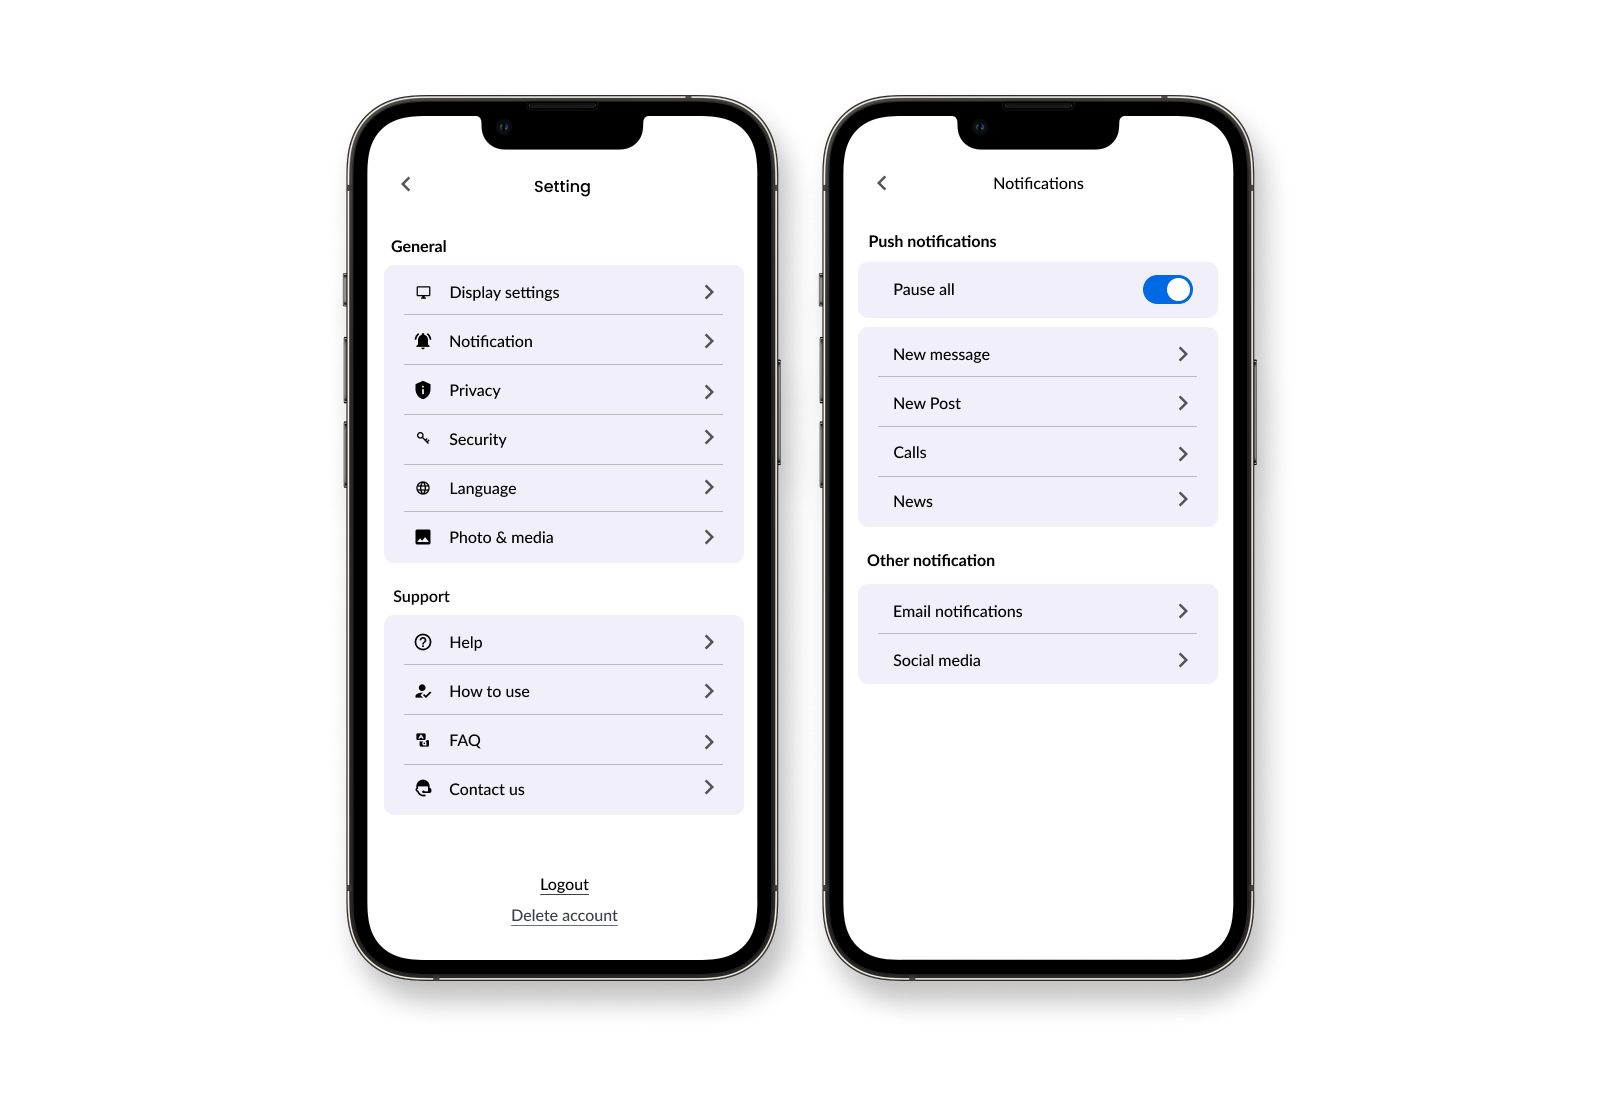 Setting
General
Display settings
Notification
Privacy
Security
Language
Photo & media
Support
Help
How to use
FAQ
Contact us
Logout
Delete account
Notifications
Push notifications
Pause all
New message
New Post
Calls
News
Other notification
Email notifications
Social media